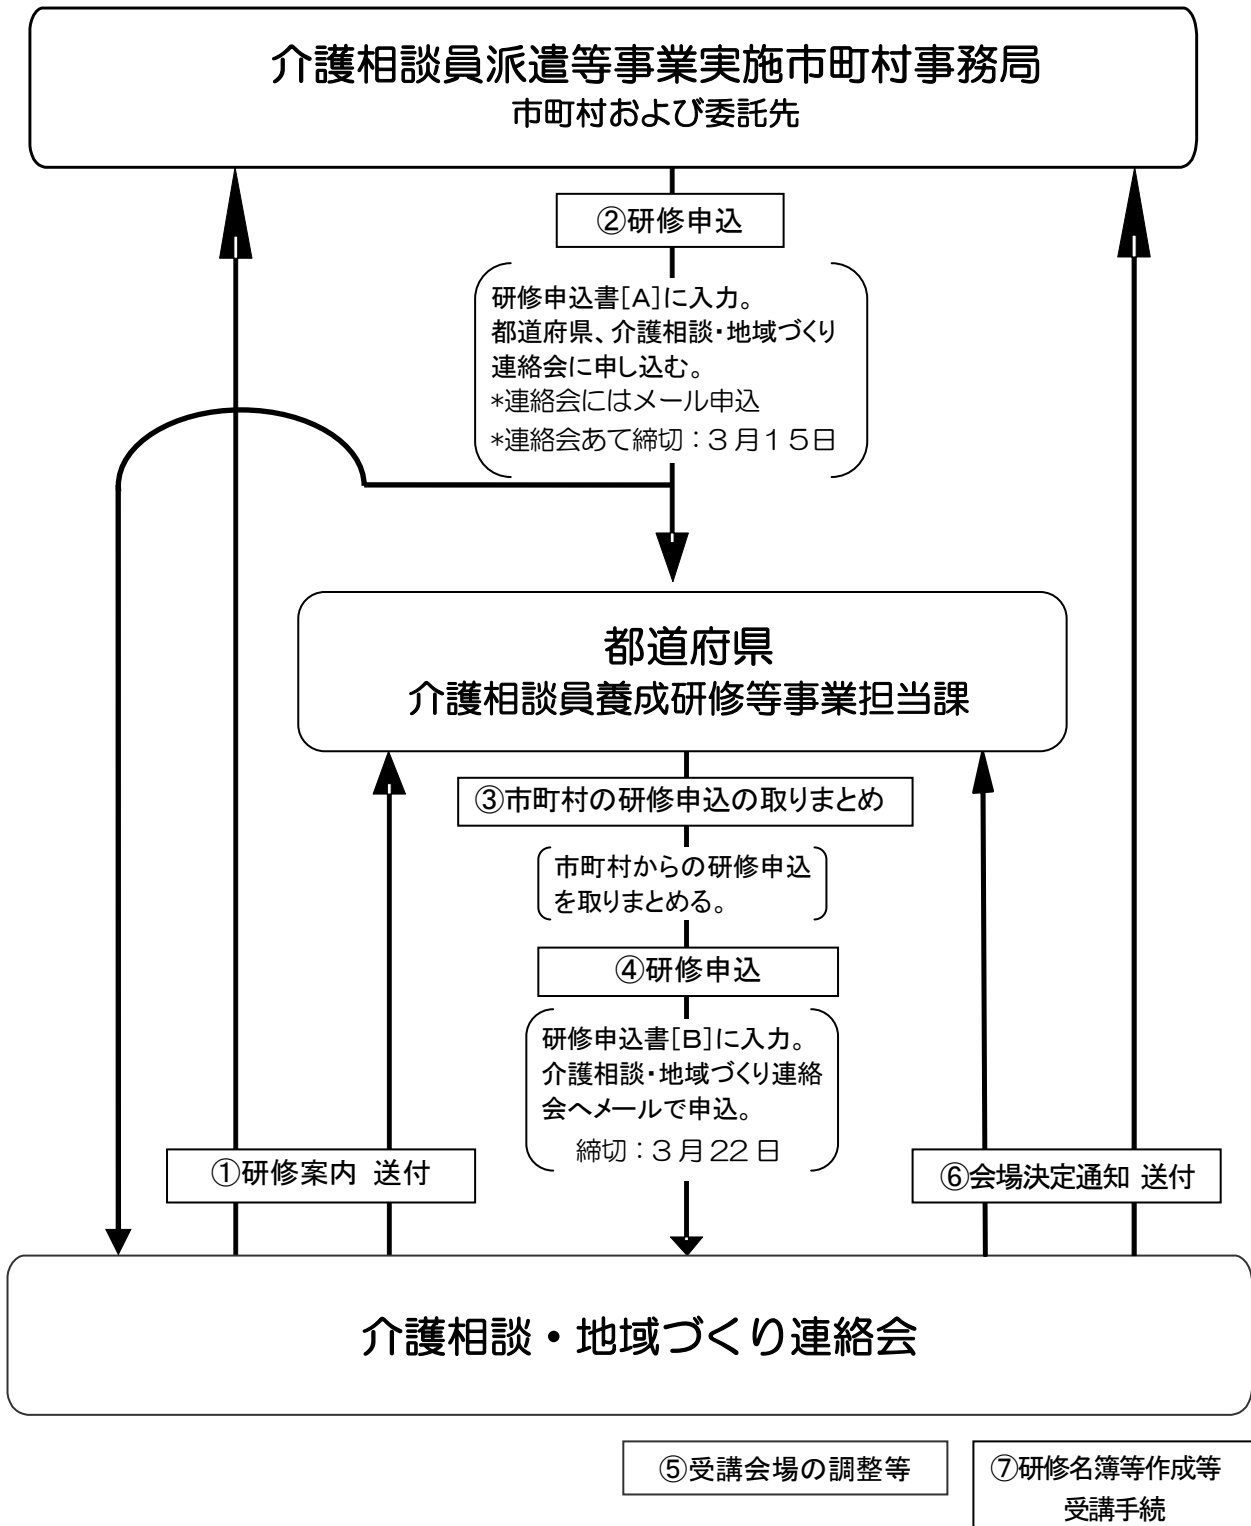 介護相談員派遣等事業実施市町村事務局
市町村および委託先
②研修申込
研修申込書[A]に入力。
都道府県、介護相談・地域づくり
連絡会に申し込む。
*連絡会にはメール申込
*連絡会あて締切：３月１５日
都道府県
介護相談員養成研修等事業担当課
③市町村の研修申込の取りまとめ
市町村からの研修申込
を取りまとめる。
④研修申込
研修申込書[B]に入力。
介護相談・地域づくり連絡
会へメールで申込。
締切：３月22日
①研修案内 送付
⑥会場決定通知 送付
介護相談・地域づくり連絡会
⑤受講会場の調整等
⑦研修名簿等作成等
受講手続